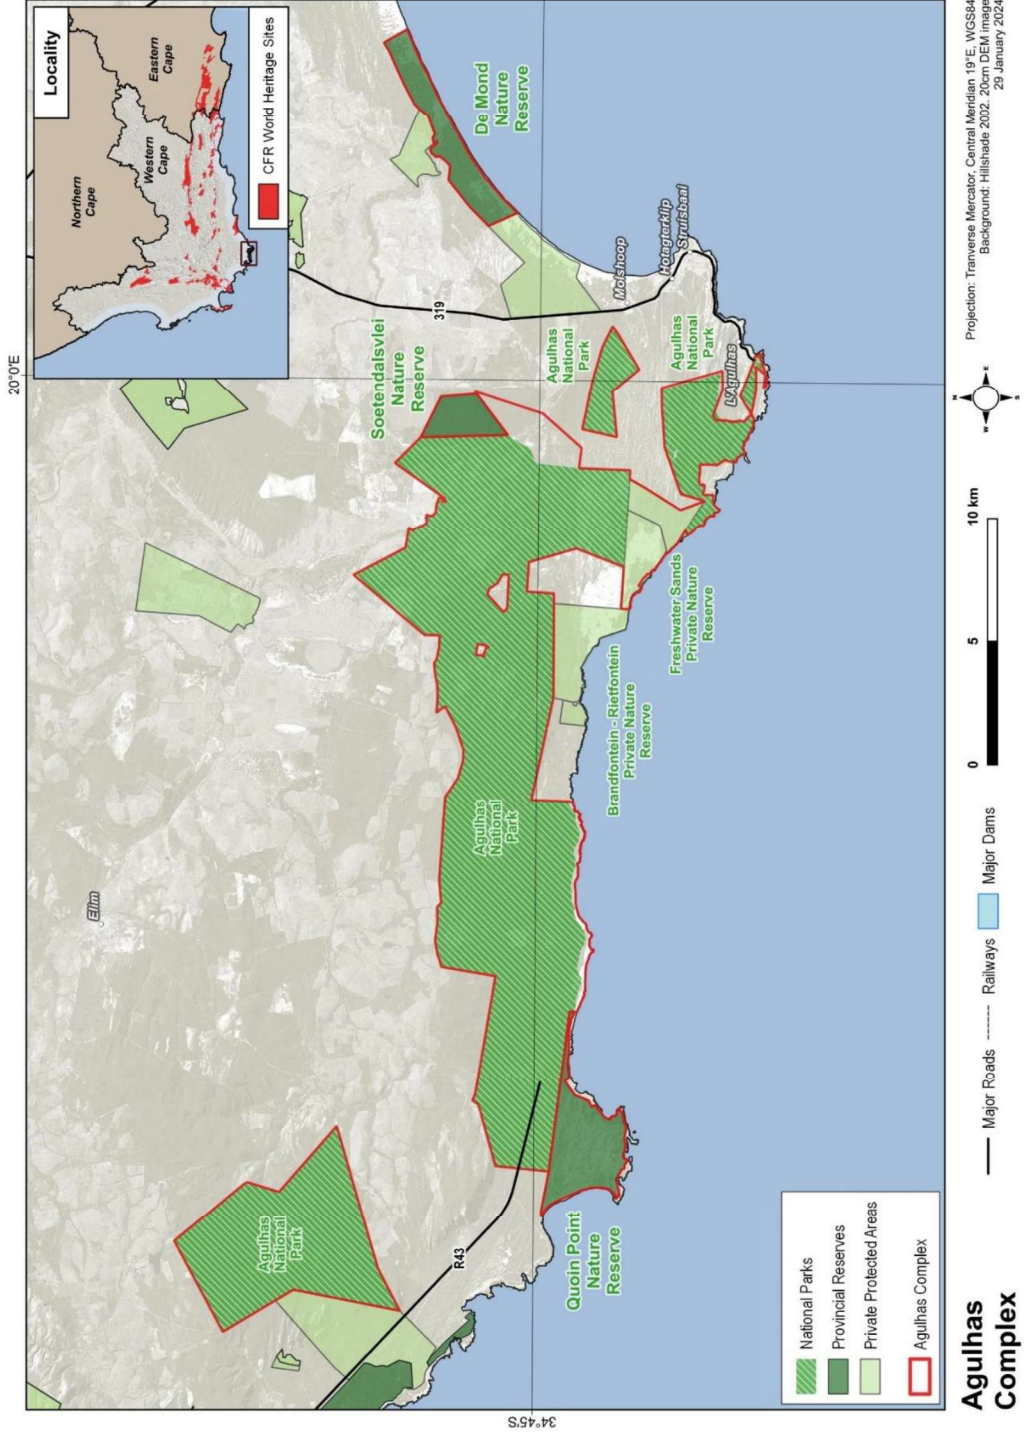 Locality
Northern
Cape
Western
Cape
Eastern
Cape
CFR World Heritage Sites
20°0'E
34°45'S
Elim
319
R43
De Mond
Nature
Reserve
Soetendalsvlei
Nature
Reserve
Agulhas
National
Park
Agulhas
National
Park
Agulhas
National
Park
Agulhas
National
Park
Molshoop
Hotagterklip
Struisbaai
L'Agulhas
Freshwater Sands
Private Nature
Reserve
Brandfontein - Rietfontein
Private Nature
Reserve
Quoin Point
Nature
Reserve
National Parks
Provincial Reserves
Private Protected Areas
Agulhas Complex
Agulhas
Complex
Major Roads
Railways
Major Dams
0 5 10 km
N
W E
S
Projection: Tranverse Mercator, Central Meridian 19°E, WGS84
Background: Hillshade 2002. 20cm DEM image
29 January 2024